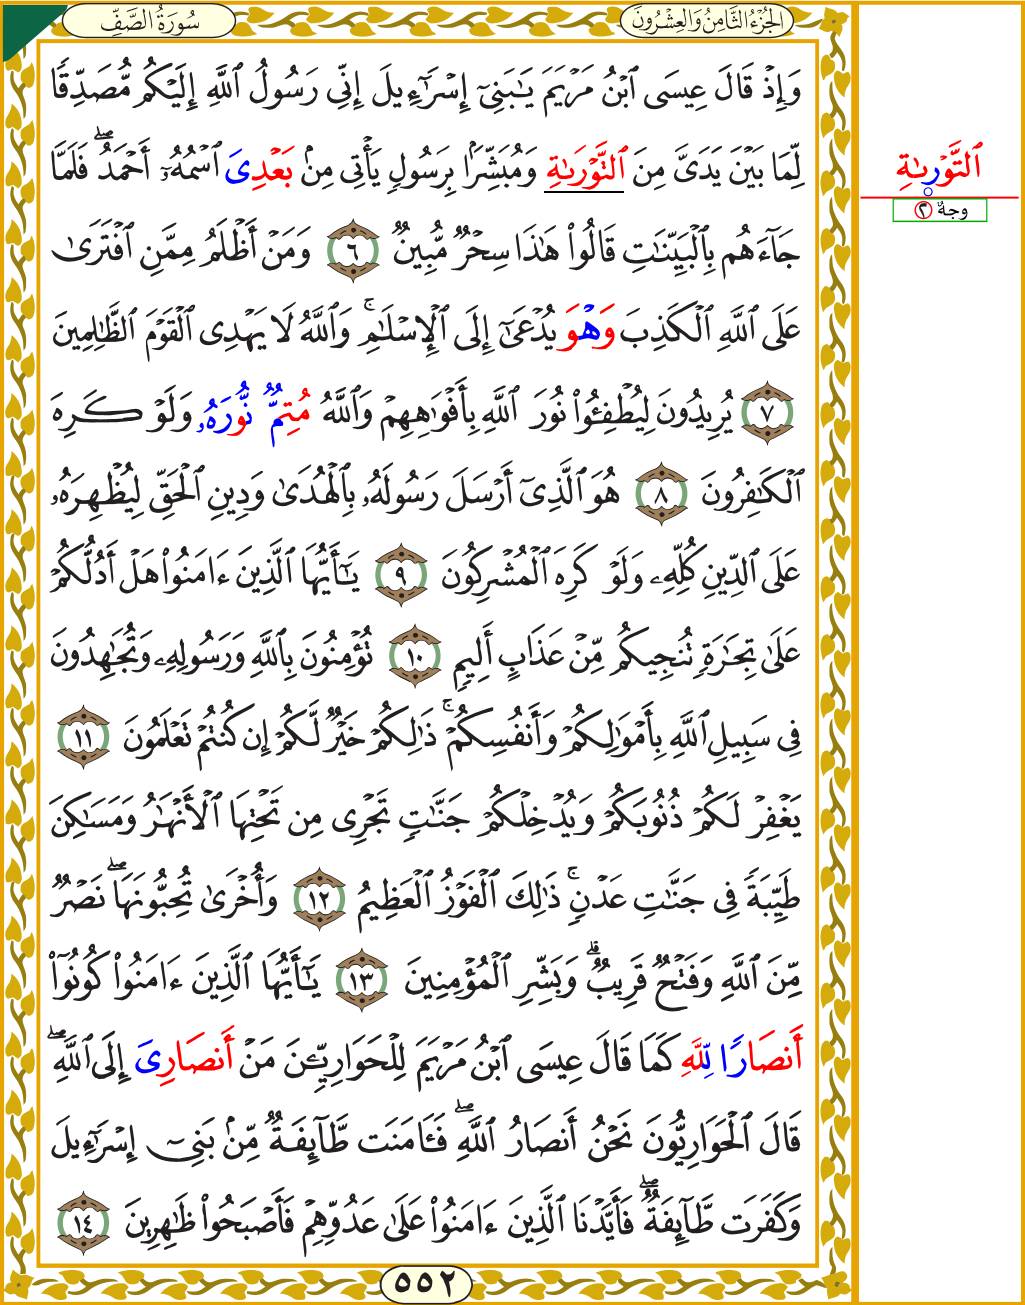 سُورَةُ الصَّفِّ
الجُزْءُ الثَّامِنُ وَالعِشْرُونَ
وَإِذْ قَالَ عِيسَى ٱبْنُ مَرْيَمَ يَٰبَنِىٓ إِسْرَٰٓءِيلَ إِنِّى رَسُولُ ٱللَّهِ إِلَيْكُم مُّصَدِّقًا
لِّمَا بَيْنَ يَدَىَّ مِنَ ٱلتَّوْرَىٰةِ وَمُبَشِّرًۢا بِرَسُولٍ يَأْتِى مِنۢ بَعْدِىَ ٱسْمُهُۥٓ أَحْمَدُ ۖ فَلَمَّا
جَآءَهُم بِٱلْبَيِّنَٰتِ قَالُوا۟ هَٰذَا سِحْرٌ مُّبِينٌ ٦ وَمَنْ أَظْلَمُ مِمَّنِ ٱفْتَرَىٰ
عَلَى ٱللَّهِ ٱلْكَذِبَ وَهْوَ يُدْعَىٰٓ إِلَى ٱلْإِسْلَٰمِ ۚ وَٱللَّهُ لَا يَهْدِى ٱلْقَوْمَ ٱلظَّٰلِمِينَ
٧ يُرِيدُونَ لِيُطْفِـُٔوا۟ نُورَ ٱللَّهِ بِأَفْوَٰهِهِمْ وَٱللَّهُ مُتِمٌّ نُّورَهُۥ وَلَوْ كَرِهَ
ٱلْكَٰفِرُونَ ٨ هُوَ ٱلَّذِىٓ أَرْسَلَ رَسُولَهُۥ بِٱلْهُدَىٰ وَدِينِ ٱلْحَقِّ لِيُظْهِرَهُۥ
عَلَى ٱلدِّينِ كُلِّهِۦ وَلَوْ كَرِهَ ٱلْمُشْرِكُونَ ٩ يَٰٓأَيُّهَا ٱلَّذِينَ ءَامَنُوا۟ هَلْ أَدُلُّكُمْ
عَلَىٰ تِجَٰرَةٍ تُنجِيكُم مِّنْ عَذَابٍ أَلِيمٍ ١٠ تُؤْمِنُونَ بِٱللَّهِ وَرَسُولِهِۦ وَتُجَٰهِدُونَ
فِى سَبِيلِ ٱللَّهِ بِأَمْوَٰلِكُمْ وَأَنفُسِكُمْ ۚ ذَٰلِكُمْ خَيْرٌ لَّكُمْ إِن كُنتُمْ تَعْلَمُونَ ١١
يَغْفِرْ لَكُمْ ذُنُوبَكُمْ وَيُدْخِلْكُمْ جَنَّٰتٍ تَجْرِى مِن تَحْتِهَا ٱلْأَنْهَٰرُ وَمَسَٰكِنَ
طَيِّبَةً فِى جَنَّٰتِ عَدْنٍ ۚ ذَٰلِكَ ٱلْفَوْزُ ٱلْعَظِيمُ ١٢ وَأُخْرَىٰ تُحِبُّونَهَا ۖ نَصْرٌ
مِّنَ ٱللَّهِ وَفَتْحٌ قَرِيبٌ ۗ وَبَشِّرِ ٱلْمُؤْمِنِينَ ١٣ يَٰٓأَيُّهَا ٱلَّذِينَ ءَامَنُوا۟ كُونُوٓا۟
أَنصَارًا لِّلَّهِ كَمَا قَالَ عِيسَى ٱبْنُ مَرْيَمَ لِلْحَوَارِيِّـۧنَ مَنْ أَنصَارِىَ إِلَى ٱللَّهِ ۖ
قَالَ ٱلْحَوَارِيُّونَ نَحْنُ أَنصَارُ ٱللَّهِ ۖ فَـَٔامَنَت طَّآئِفَةٌ مِّنۢ بَنِىٓ إِسْرَٰٓءِيلَ
وَكَفَرَت طَّآئِفَةٌ ۖ فَأَيَّدْنَا ٱلَّذِينَ ءَامَنُوا۟ عَلَىٰ عَدُوِّهِمْ فَأَصْبَحُوا۟ ظَٰهِرِينَ ١٤
٥٥٢
ٱلتَّوْرَىٰةِ
وجهٌ ٢